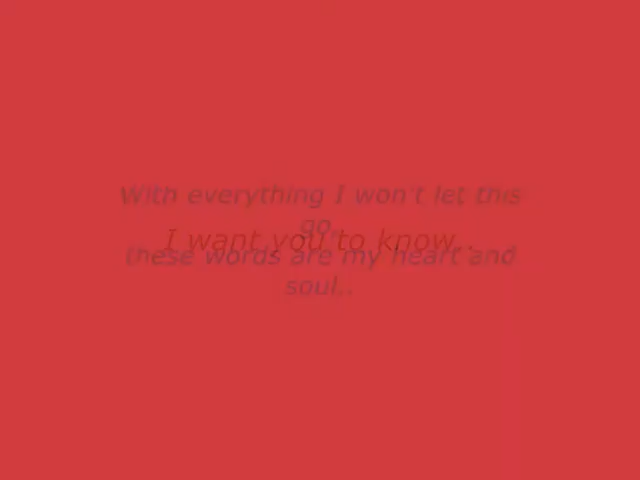 With everything I won't let this
go,
I want you to know..
these words are my heart and
soul..